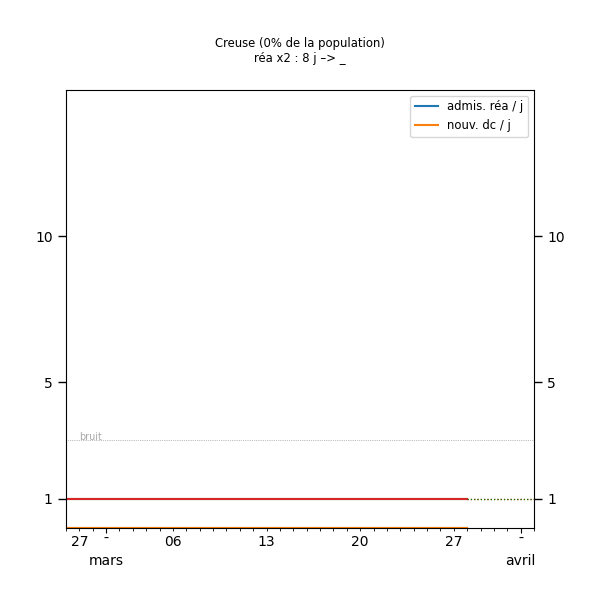 Creuse (0% de la population)
réa x2 : 8 j –> _
admis. réa / j
nouv. dc / j
10 10
5 5
bruit
1 1
27 - 06 13 20 27 -
mars avril